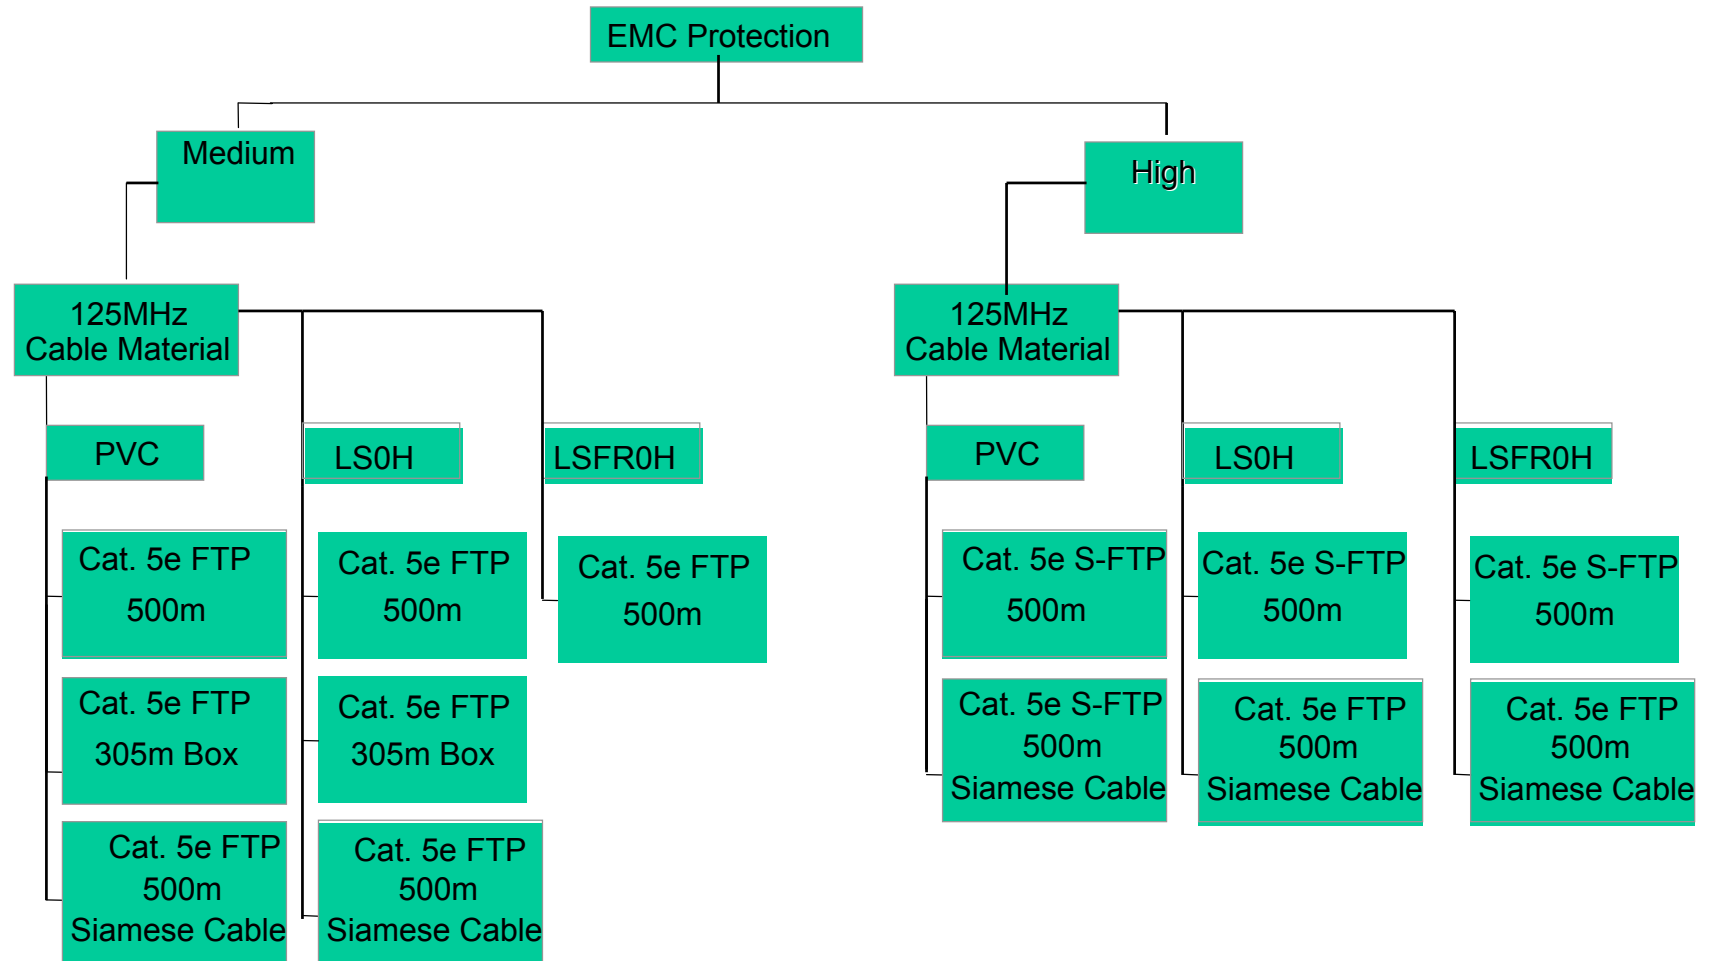 EMC Protection
Medium
High
125MHz
Cable Material
125MHz
Cable Material
PVC
LS0H
LSFR0H
PVC
LS0H
LSFR0H
Cat. 5e FTP
500m
Cat. 5e FTP
500m
Cat. 5e FTP
500m
Cat. 5e S-FTP
500m
Cat. 5e S-FTP
500m
Cat. 5e S-FTP
500m
Cat. 5e FTP
305m Box
Cat. 5e FTP
305m Box
Cat. 5e S-FTP
500m
Siamese Cable
Cat. 5e FTP
500m
Siamese Cable
Cat. 5e FTP
500m
Siamese Cable
Cat. 5e FTP
500m
Siamese Cable
Cat. 5e FTP
500m
Siamese Cable